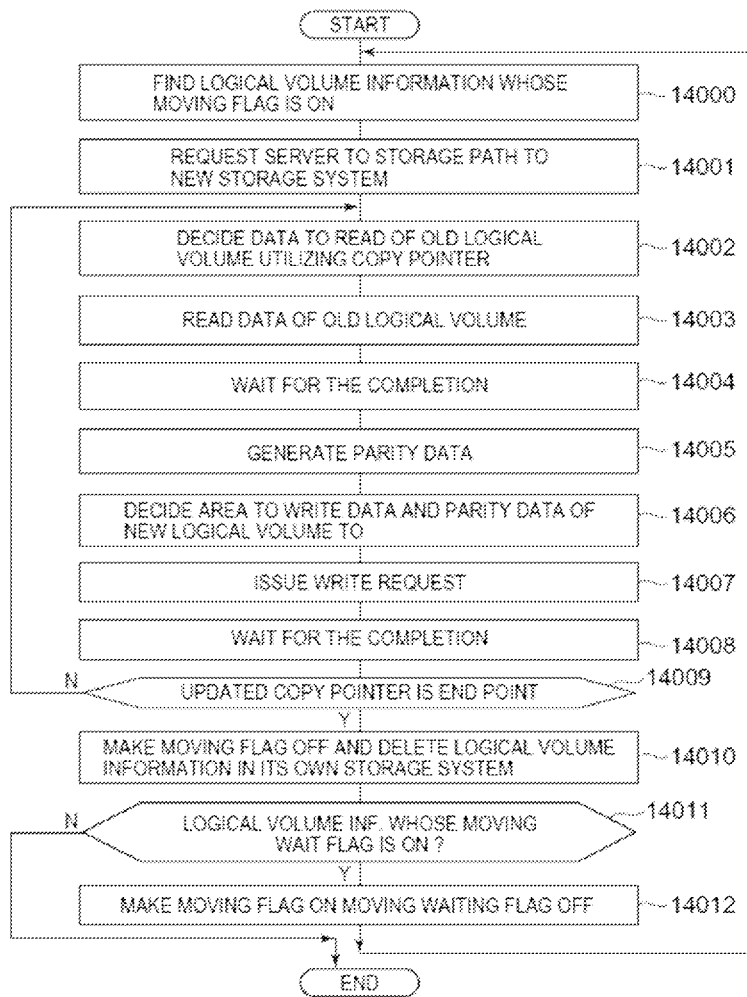 START
FIND LOGICAL VOLUME INFORMATION WHOSE
MOVING FLAG IS ON
14000
REQUEST SERVER TO STORAGE PATH TO
NEW STORAGE SYSTEM
14001
DECIDE DATA TO READ OF OLD LOGICAL
VOLUME UTILIZING COPY POINTER
14002
READ DATA OF OLD LOGICAL VOLUME
14003
WAIT FOR THE COMPLETION
14004
GENERATE PARITY DATA
14005
DECIDE AREA TO WRITE DATA AND PARITY DATA OF
NEW LOGICAL VOLUME TO
14006
ISSUE WRITE REQUEST
14007
WAIT FOR THE COMPLETION
14008
N
UPDATED COPY POINTER IS END POINT
14009
Y
MAKE MOVING FLAG OFF AND DELETE LOGICAL VOLUME
INFORMATION IN ITS OWN STORAGE SYSTEM
14010
N
LOGICAL VOLUME INF. WHOSE MOVING
WAIT FLAG IS ON ?
14011
Y
MAKE MOVING FLAG ON MOVING WAITING FLAG OFF
14012
END